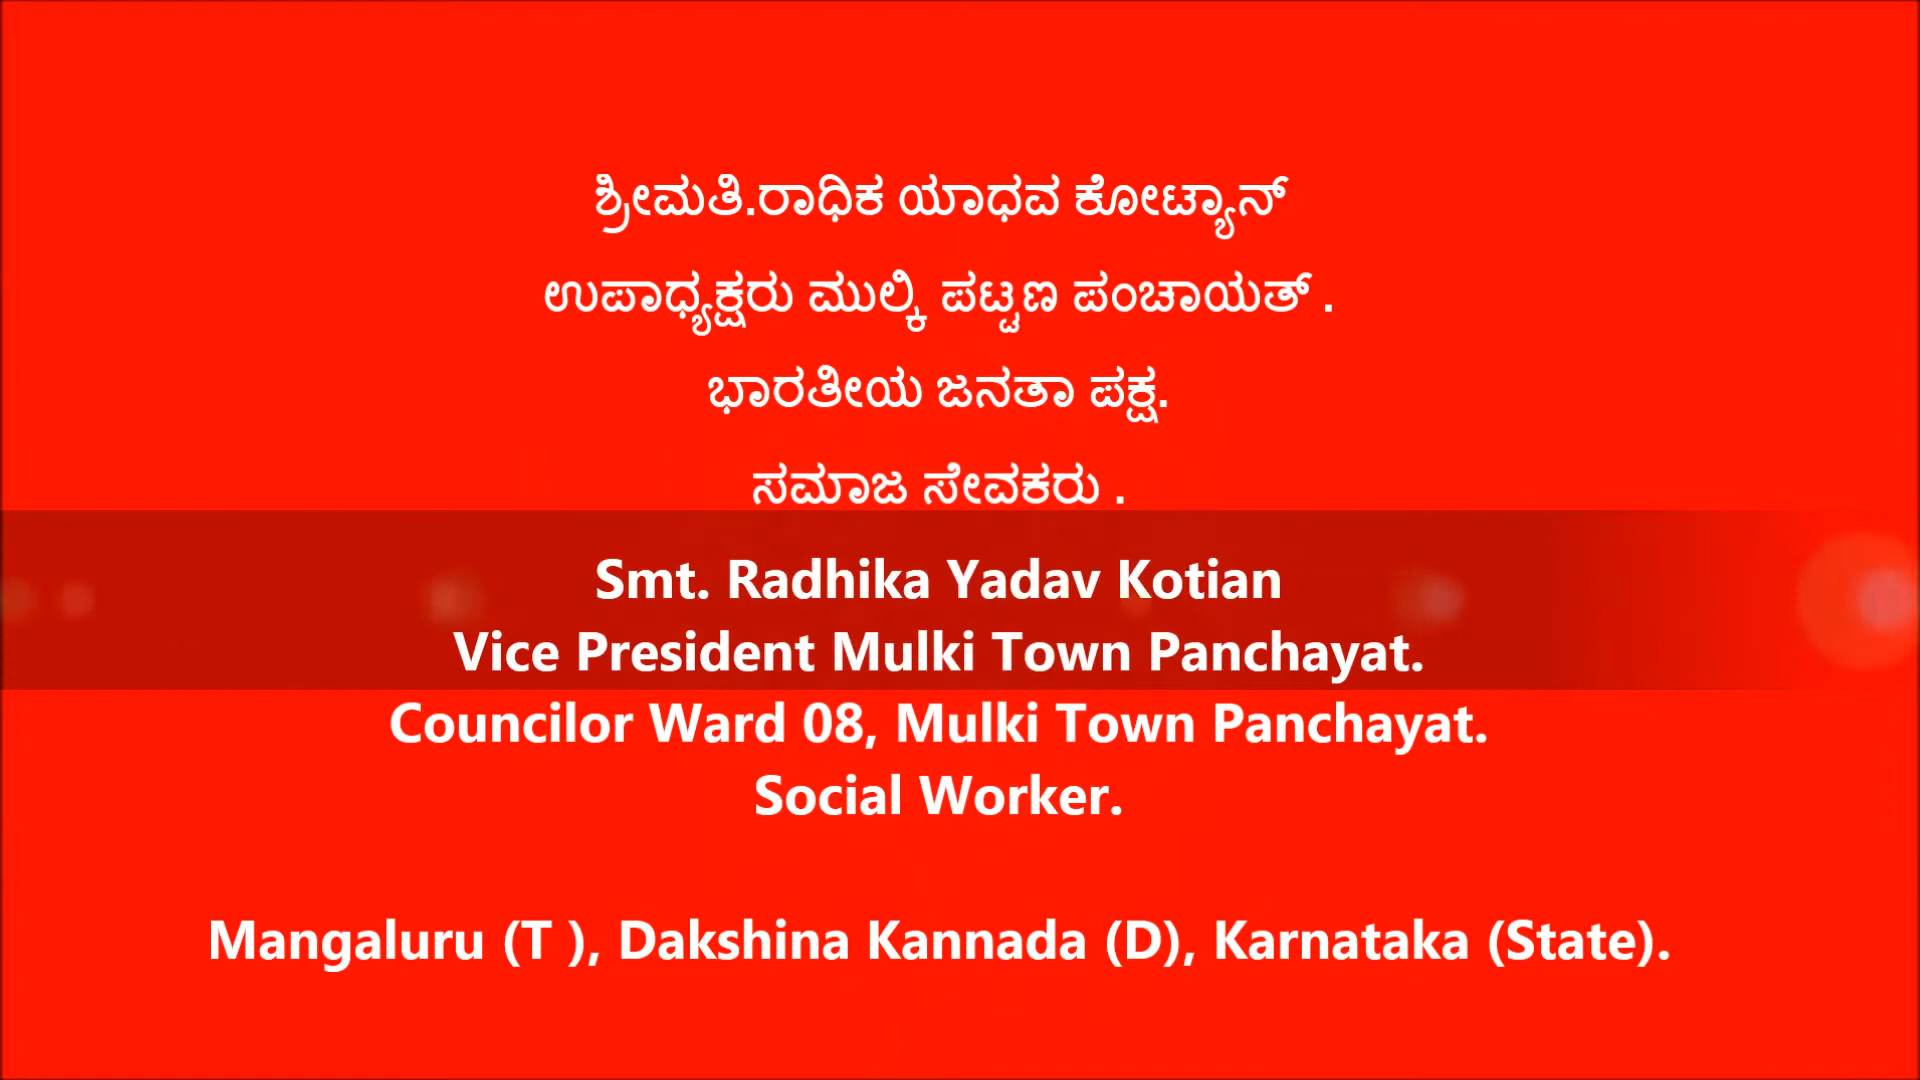 ಶ್ರೀಮತಿ.ರಾಧಿಕ ಯಾಧವ ಕೋಟ್ಯಾನ್
ಉಪಾಧ್ಯಕ್ಷರು ಮುಲ್ಕಿ ಪಟ್ಟಣ ಪಂಚಾಯತ್ .
ಭಾರತೀಯ ಜನತಾ ಪಕ್ಷ.
ಸಮಾಜ ಸೇವಕರು .
Smt. Radhika Yadav Kotian
Vice President Mulki Town Panchayat.
Councilor Ward 08, Mulki Town Panchayat.
Social Worker.
Mangaluru (T ), Dakshina Kannada (D), Karnataka (State).